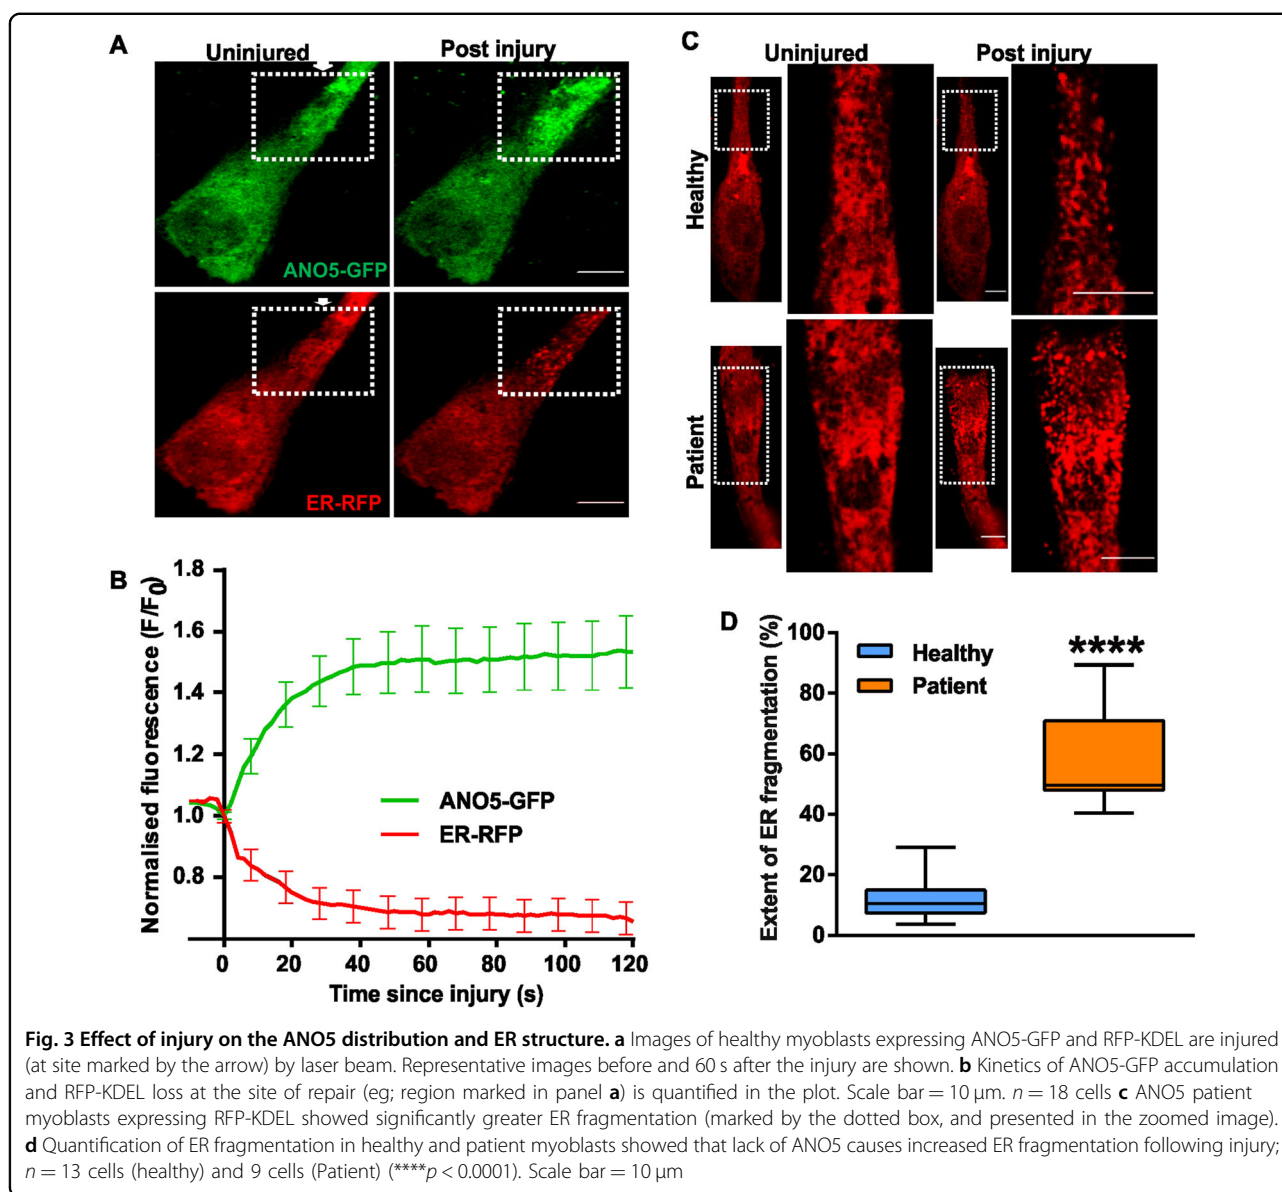 A
Uninjured
Post injury
ANO5-GFP
ER-RFP
B
Normalised fluorescence (F/F0)
1.8
1.6
1.4
1.2
1.0
0.8
ANO5-GFP
ER-RFP
0 20 40 60 80 100 120
Time since injury (s)
C
Uninjured
Post injury
Healthy
Patient
D
Extent of ER fragmentation (%)
100
80
60
40
20
0
Healthy
Patient
****
Fig. 3 Effect of injury on the ANO5 distribution and ER structure. a Images of healthy myoblasts expressing ANO5-GFP and RFP-KDEL are injured
(at site marked by the arrow) by laser beam. Representative images before and 60 s after the injury are shown. b Kinetics of ANO5-GFP accumulation
and RFP-KDEL loss at the site of repair (eg; region marked in panel a) is quantified in the plot. Scale bar = 10 μm. n = 18 cells c ANO5 patient
myoblasts expressing RFP-KDEL showed significantly greater ER fragmentation (marked by the dotted box, and presented in the zoomed image).
d Quantification of ER fragmentation in healthy and patient myoblasts showed that lack of ANO5 causes increased ER fragmentation following injury;
n = 13 cells (healthy) and 9 cells (Patient) (****p < 0.0001). Scale bar = 10 μm